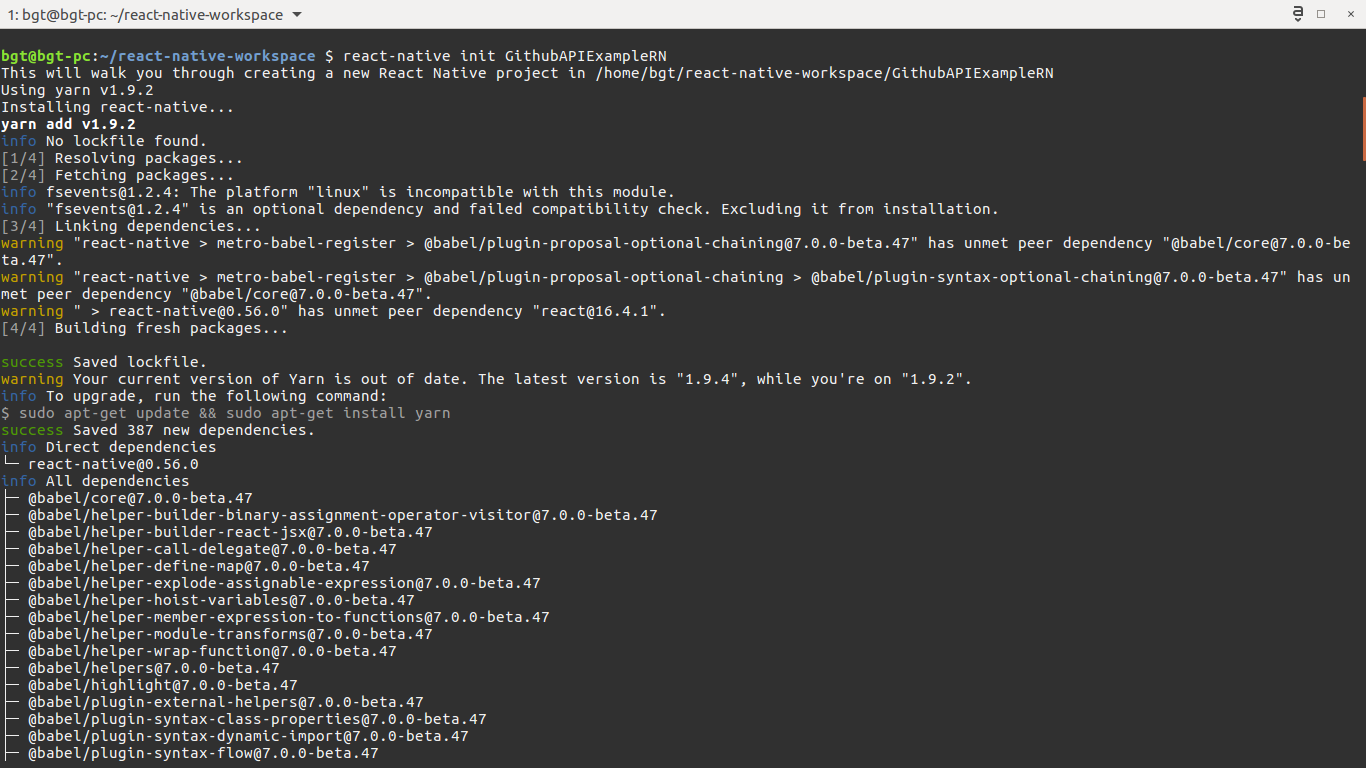 1: bgt@bgt-pc: ~/react-native-workspace
bgt@bgt-pc:~/react-native-workspace $ react-native init GithubAPIExampleRN
This will walk you through creating a new React Native project in /home/bgt/react-native-workspace/GithubAPIExampleRN
Using yarn v1.9.2
Installing react-native...
yarn add v1.9.2
info No lockfile found.
[1/4] Resolving packages...
[2/4] Fetching packages...
info fsevents@1.2.4: The platform "linux" is incompatible with this module.
info "fsevents@1.2.4" is an optional dependency and failed compatibility check. Excluding it from installation.
[3/4] Linking dependencies...
warning "react-native > metro-babel-register > @babel/plugin-proposal-optional-chaining@7.0.0-beta.47" has unmet peer dependency "@babel/core@7.0.0-be
ta.47".
warning "react-native > metro-babel-register > @babel/plugin-proposal-optional-chaining > @babel/plugin-syntax-optional-chaining@7.0.0-beta.47" has un
met peer dependency "@babel/core@7.0.0-beta.47".
warning " > react-native@0.56.0" has unmet peer dependency "react@16.4.1".
[4/4] Building fresh packages...
success Saved lockfile.
warning Your current version of Yarn is out of date. The latest version is "1.9.4", while you're on "1.9.2".
info To upgrade, run the following command:
$ sudo apt-get update && sudo apt-get install yarn
success Saved 387 new dependencies.
info Direct dependencies
└─ react-native@0.56.0
info All dependencies
├─ @babel/core@7.0.0-beta.47
├─ @babel/helper-builder-binary-assignment-operator-visitor@7.0.0-beta.47
├─ @babel/helper-builder-react-jsx@7.0.0-beta.47
├─ @babel/helper-call-delegate@7.0.0-beta.47
├─ @babel/helper-define-map@7.0.0-beta.47
├─ @babel/helper-explode-assignable-expression@7.0.0-beta.47
├─ @babel/helper-hoist-variables@7.0.0-beta.47
├─ @babel/helper-member-expression-to-functions@7.0.0-beta.47
├─ @babel/helper-module-transforms@7.0.0-beta.47
├─ @babel/helper-wrap-function@7.0.0-beta.47
├─ @babel/helpers@7.0.0-beta.47
├─ @babel/highlight@7.0.0-beta.47
├─ @babel/plugin-external-helpers@7.0.0-beta.47
├─ @babel/plugin-syntax-class-properties@7.0.0-beta.47
├─ @babel/plugin-syntax-dynamic-import@7.0.0-beta.47
├─ @babel/plugin-syntax-flow@7.0.0-beta.47